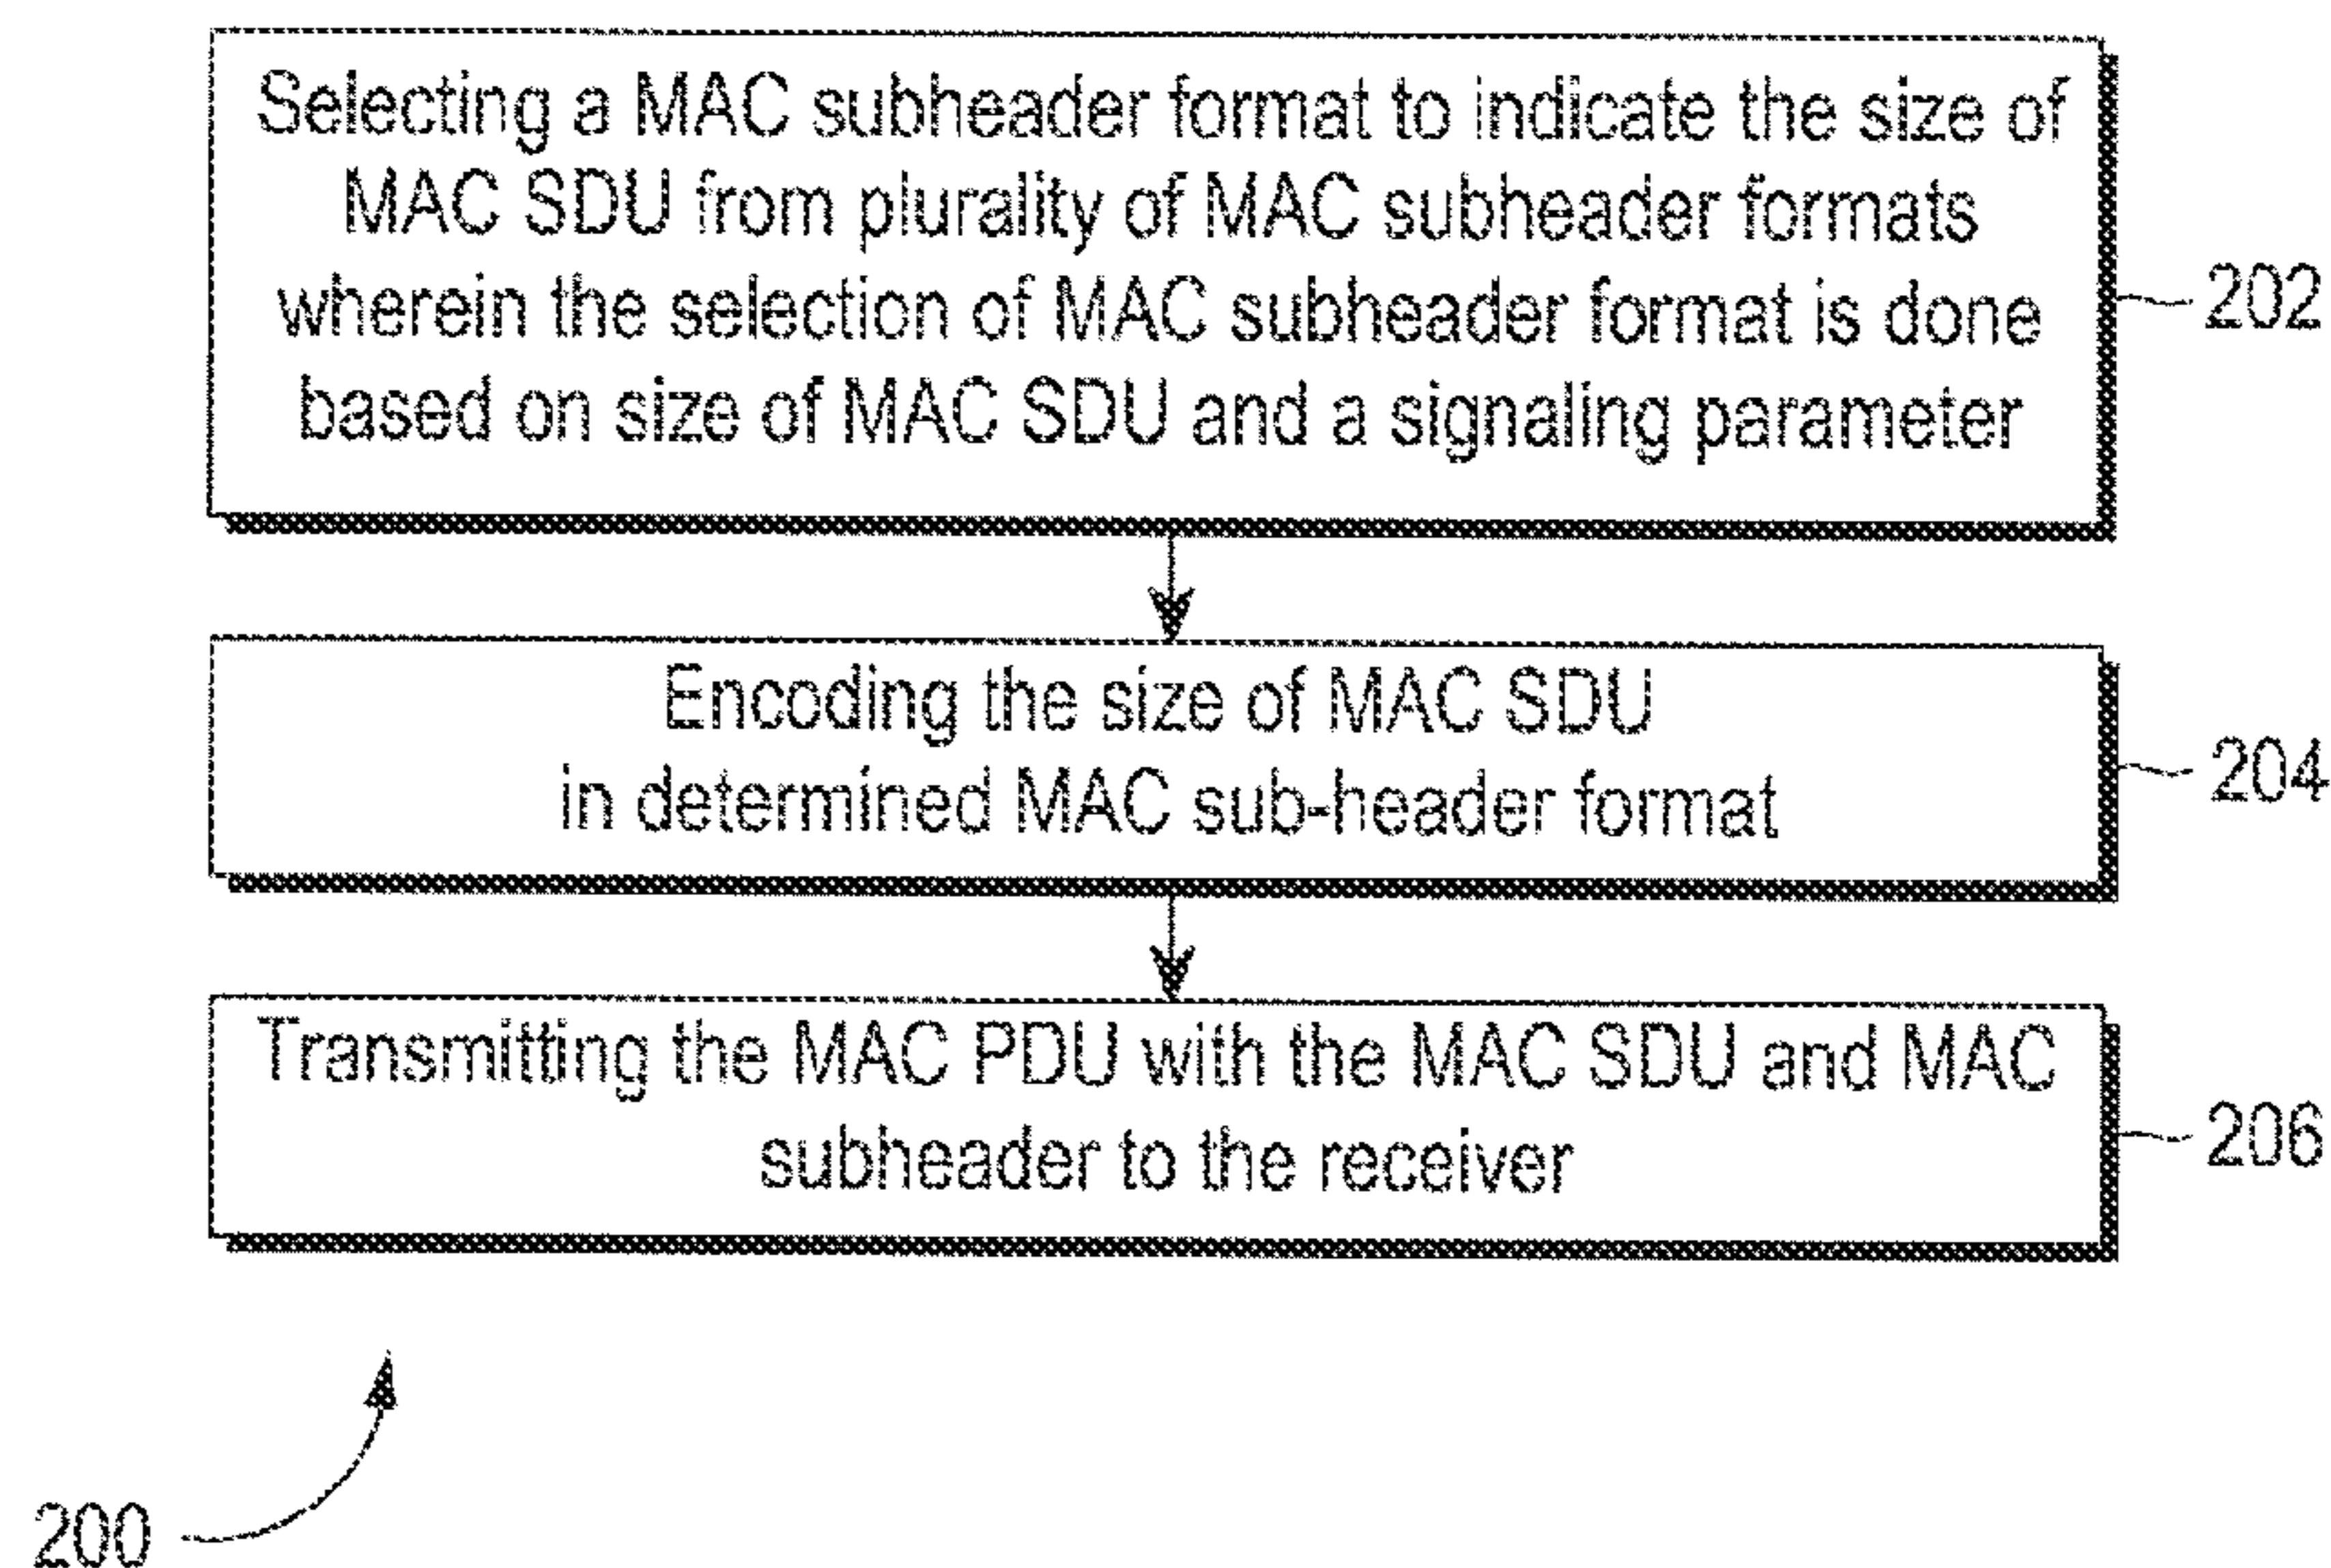 Selecting a MAC subheader format to indicate the size of
MAC SDU from plurality of MAC subheader formats
wherein the selection of MAC subheader format is done
based on size of MAC SDU and a signaling parameter
202
Encoding the size of MAC SDU
in determined MAC sub-header format
204
Transmitting the MAC PDU with the MAC SDU and MAC
subheader to the receiver
206
200